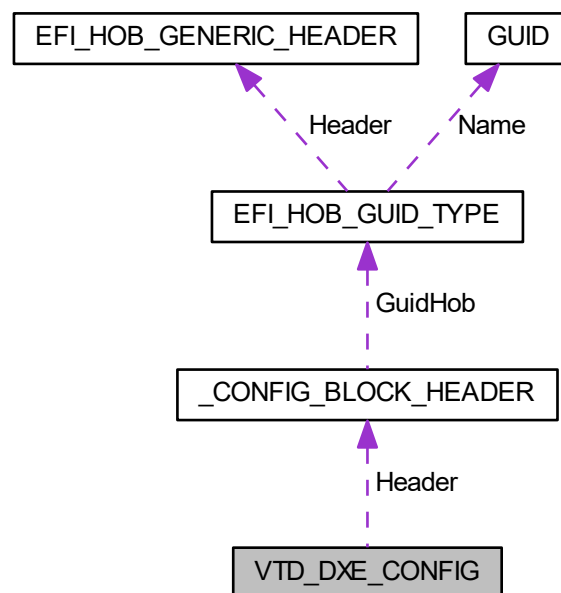 EFI_HOB_GENERIC_HEADER
GUID
Header
Name
EFI_HOB_GUID_TYPE
GuidHob
_CONFIG_BLOCK_HEADER
Header
VTD_DXE_CONFIG